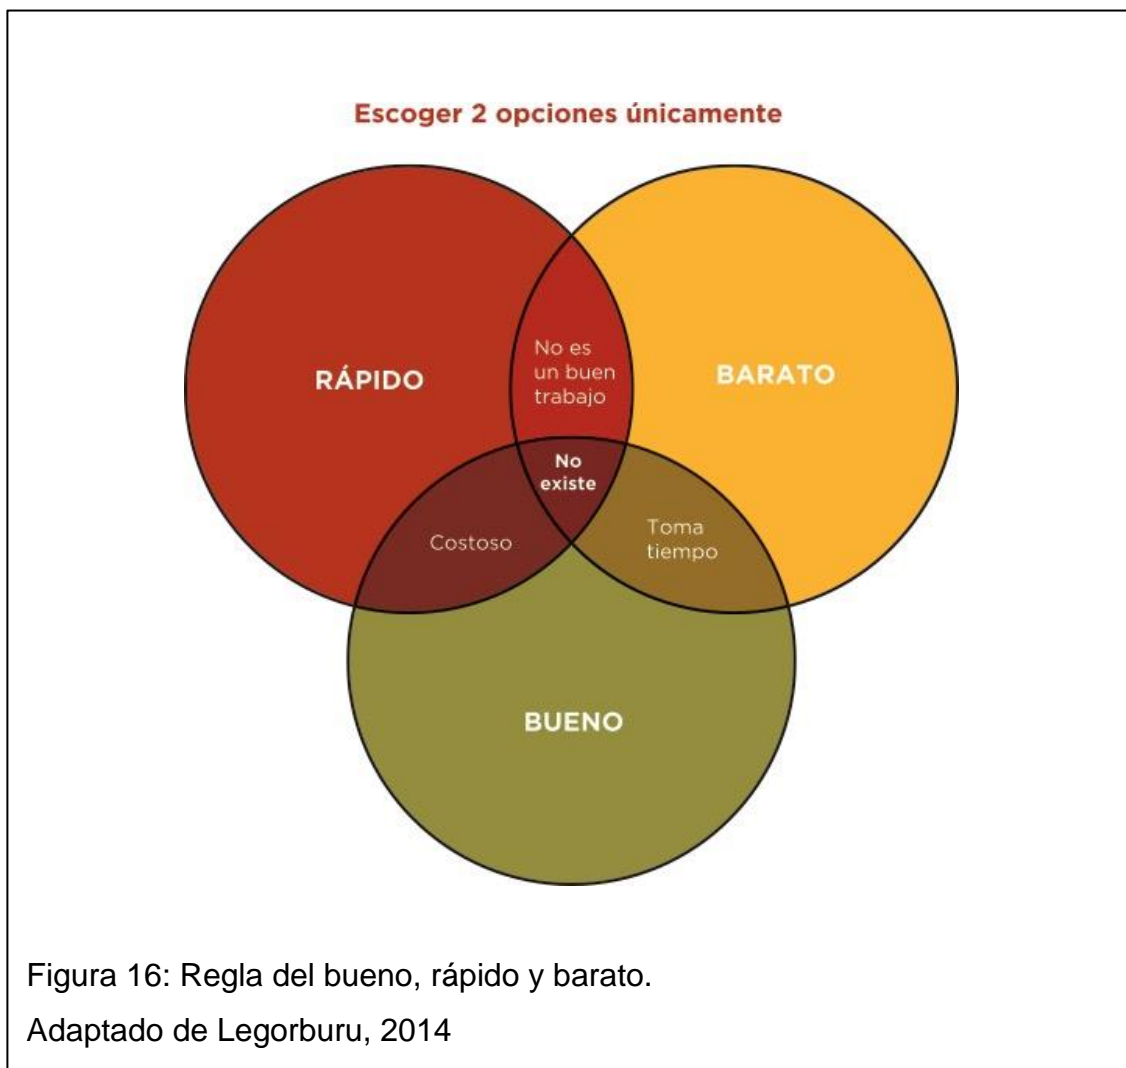 Escoger 2 opciones únicamente
RÁPIDO
No es
un buen
trabajo
BARATO
No
existe
Costoso
Toma
tiempo
BUENO
Figura 16: Regla del bueno, rápido y barato.
Adaptado de Legorburu, 2014